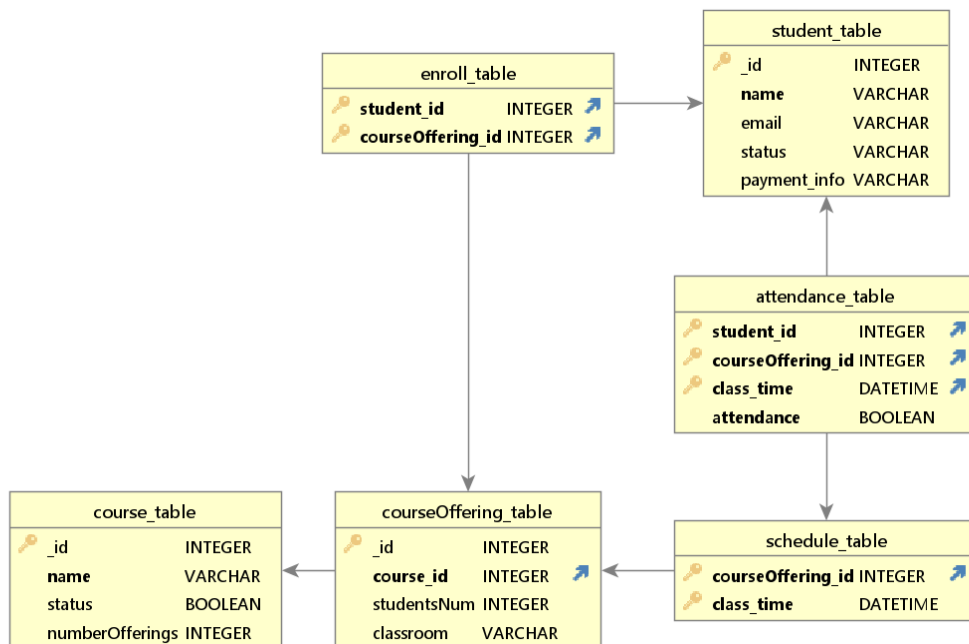 student_table
_id INTEGER
name VARCHAR
email VARCHAR
status VARCHAR
payment_info VARCHAR
enroll_table
student_id INTEGER
courseOffering_id INTEGER
attendance_table
student_id INTEGER
courseOffering_id INTEGER
class_time DATETIME
attendance BOOLEAN
course_table
_id INTEGER
name VARCHAR
status BOOLEAN
numberOfferings INTEGER
courseOffering_table
_id INTEGER
course_id INTEGER
studentsNum INTEGER
classroom VARCHAR
schedule_table
courseOffering_id INTEGER
class_time DATETIME